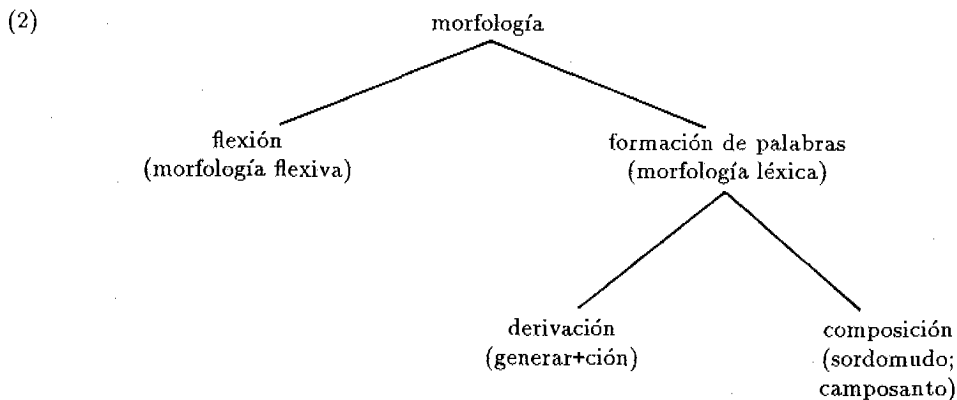 (2)
morfología
flexión
(morfología flexiva)
formación de palabras
(morfología léxica)
derivación
(generar+ción)
composición
(sordomudo;
camposanto)